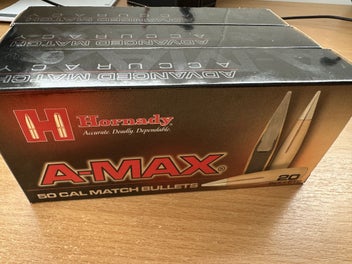 ADVANCED MATCH
ACCURACY
ADVANCED MATCH
ACCURACY
H Hornady
Accurate. Deadly. Dependable.
A-MAX®
50 CAL MATCH BULLETS
20